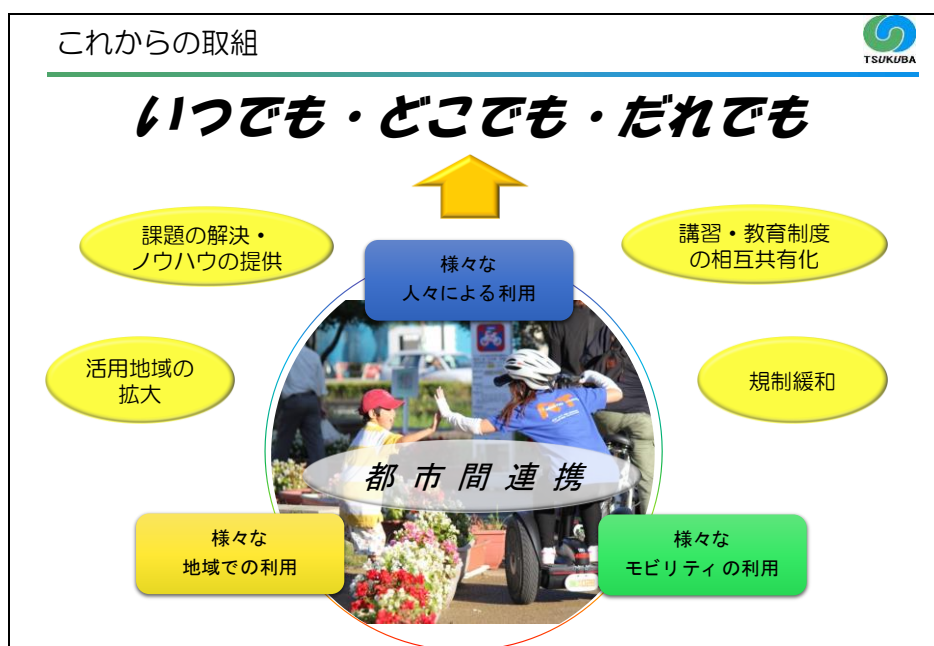 これからの取組
TSUKUBA
いつでも・どこでも・だれでも
課題の解決・
ノウハウの提供
様々な
人々による利用
講習・教育制度
の相互共有化
活用地域の
拡大
規制緩和
都市間連携
様々な
地域での利用
様々な
モビリティの利用